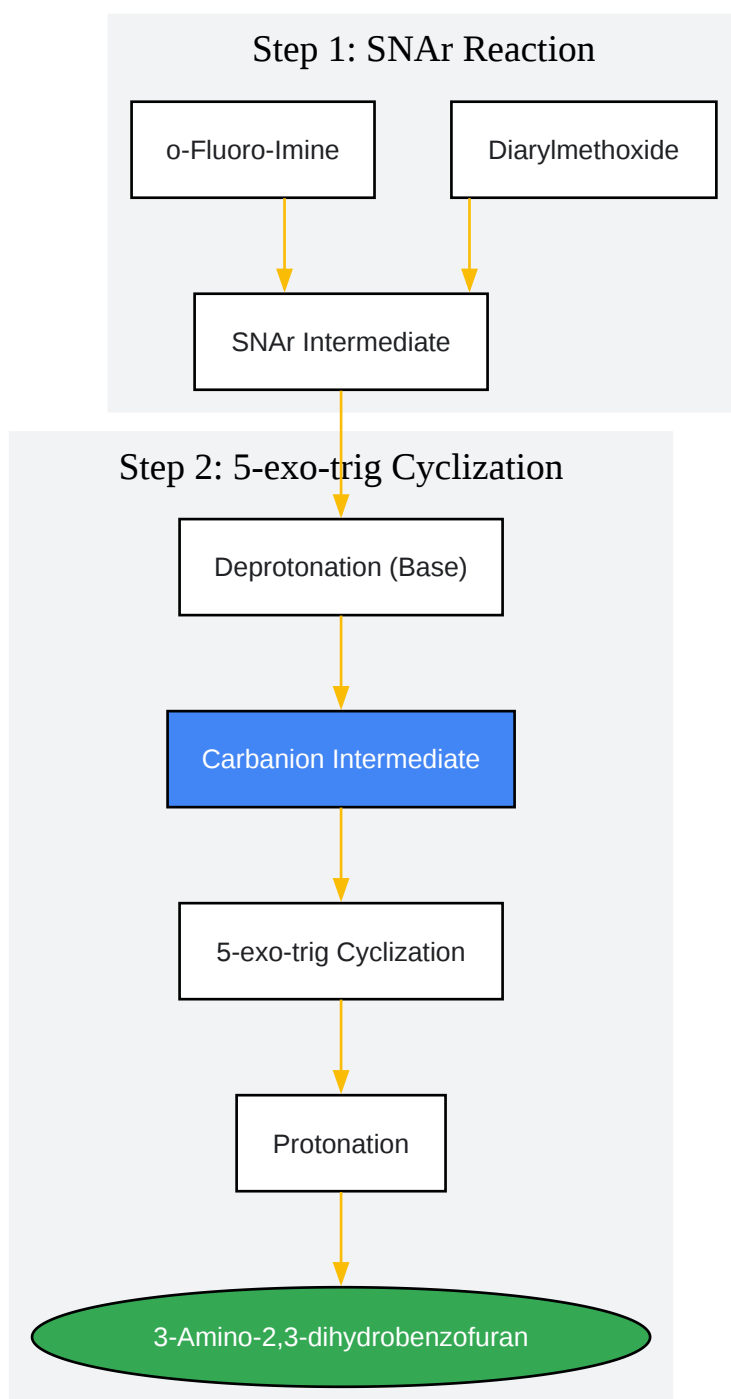 Step 1: SNAr Reaction
o-Fluoro-Imine
Diarylmethoxide
SNAr Intermediate
Step 2: 5-exo-trig Cyclization
Deprotonation (Base)
Carbanion Intermediate
5-exo-trig Cyclization
Protonation
3-Amino-2,3-dihydrobenzofuran